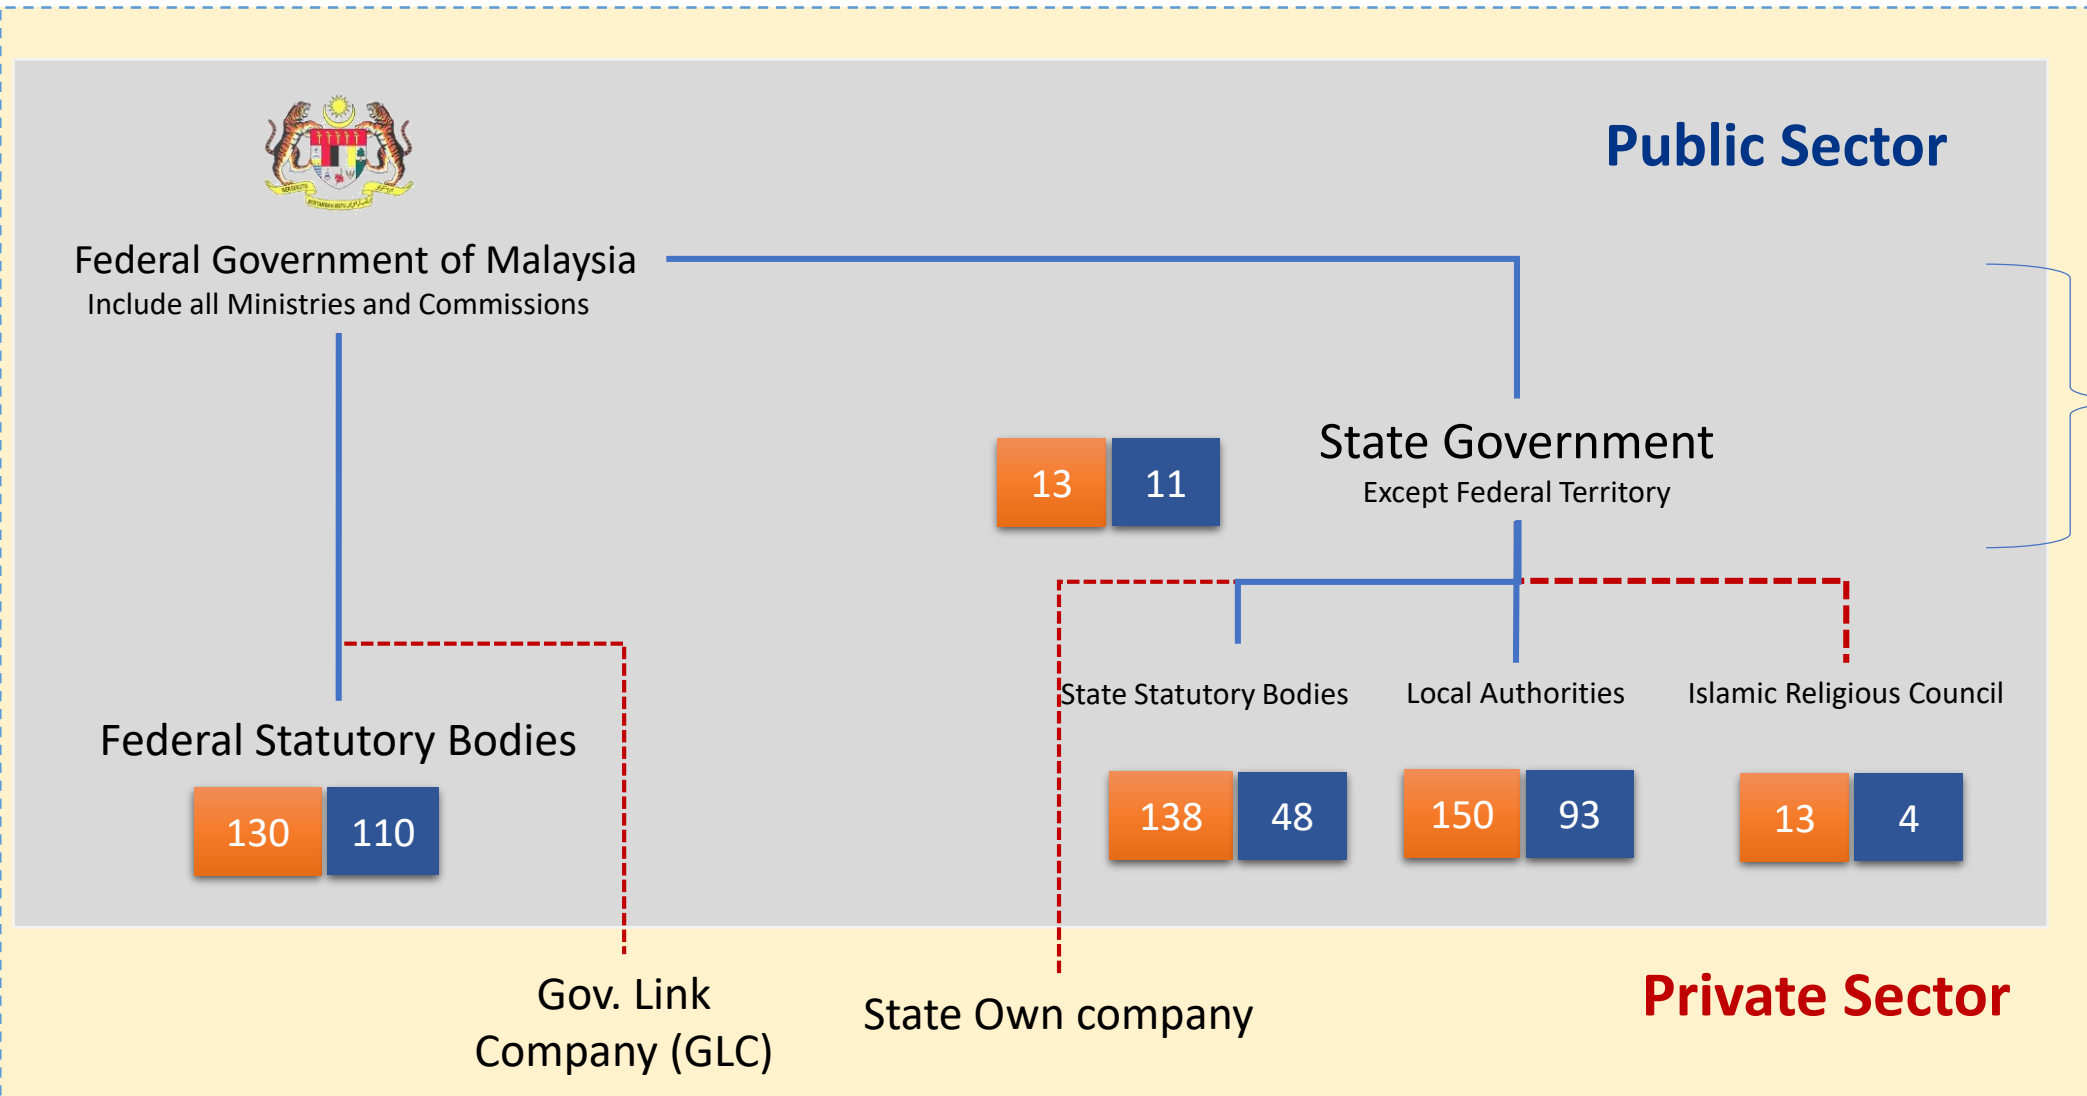 Public Sector
Federal Government of Malaysia
Include all Ministries and Commissions
State Government
Except Federal Territory
13 11
State Statutory Bodies
Local Authorities
Islamic Religious Council
Federal Statutory Bodies
130 110
138 48
150 93
13 4
Gov. Link
Company (GLC)
State Own company
Private Sector